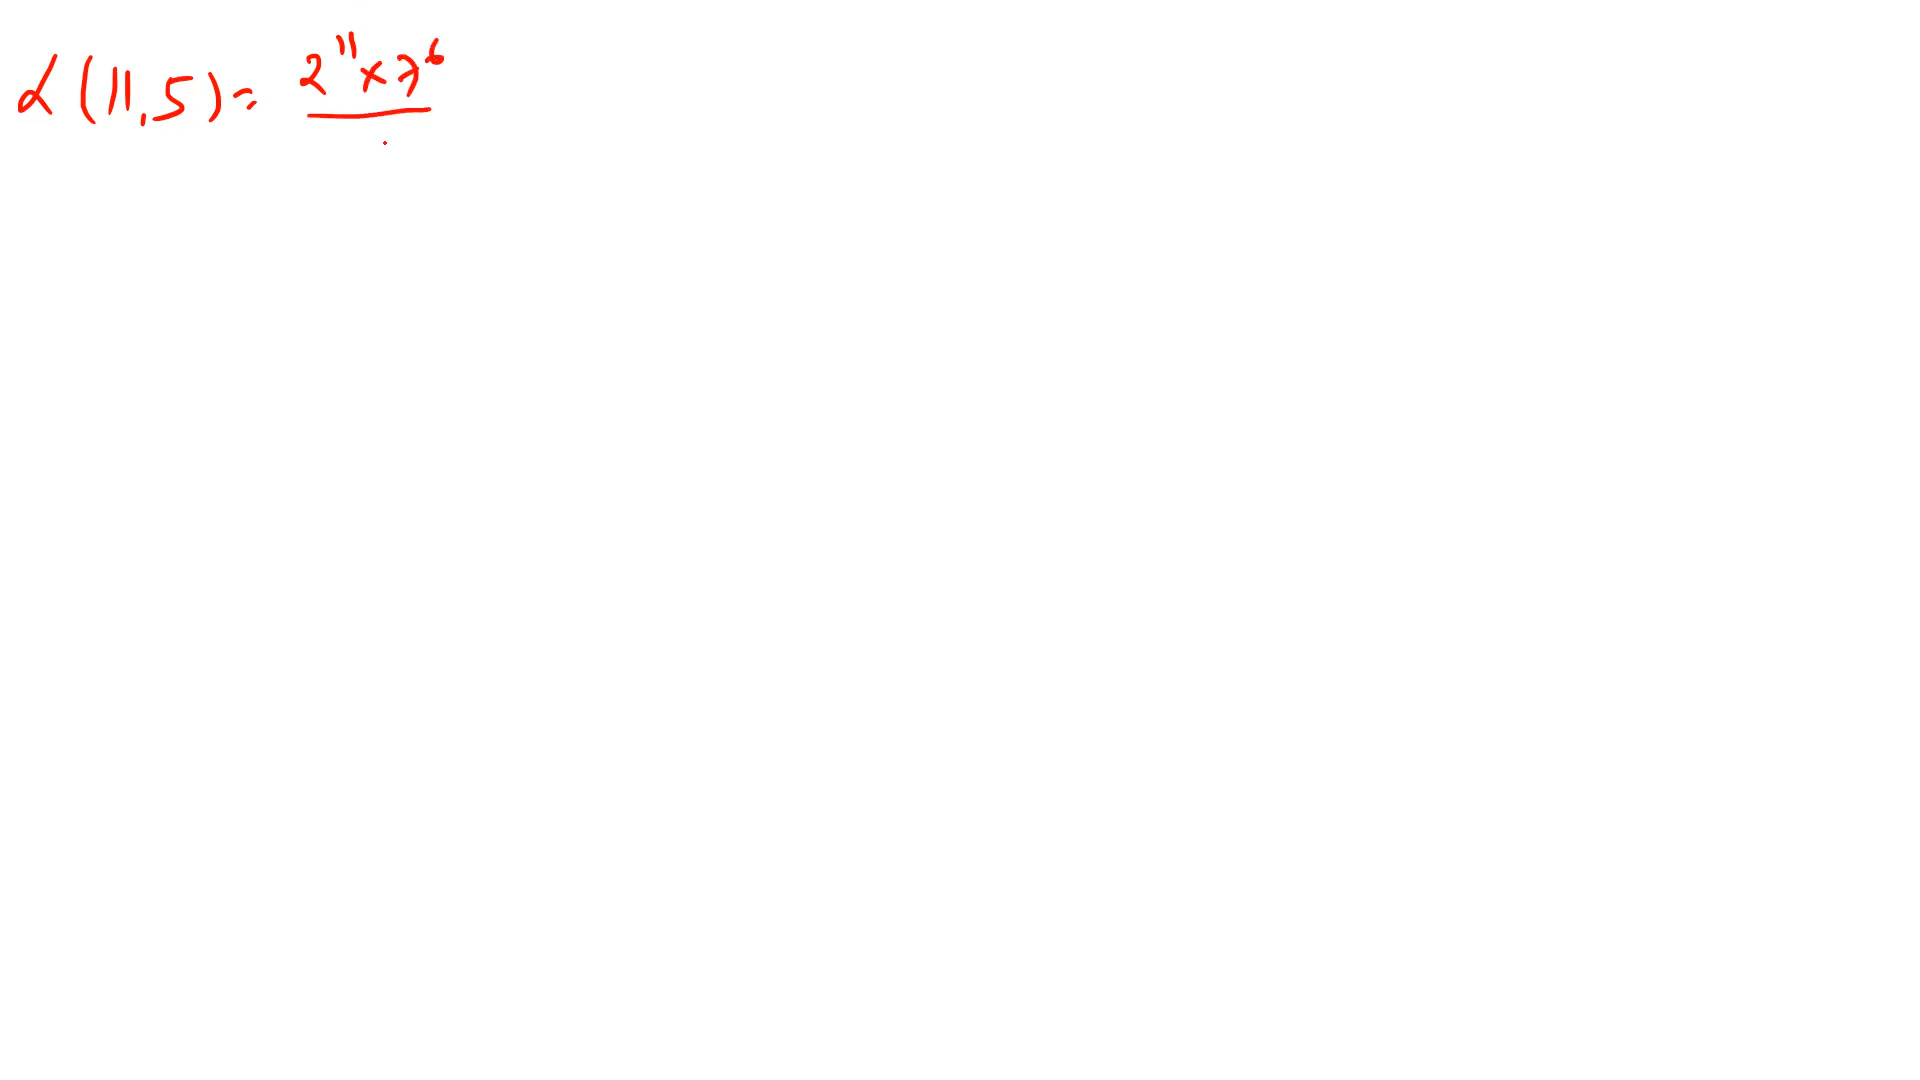 α(11,5) = 2¹¹×7⁶